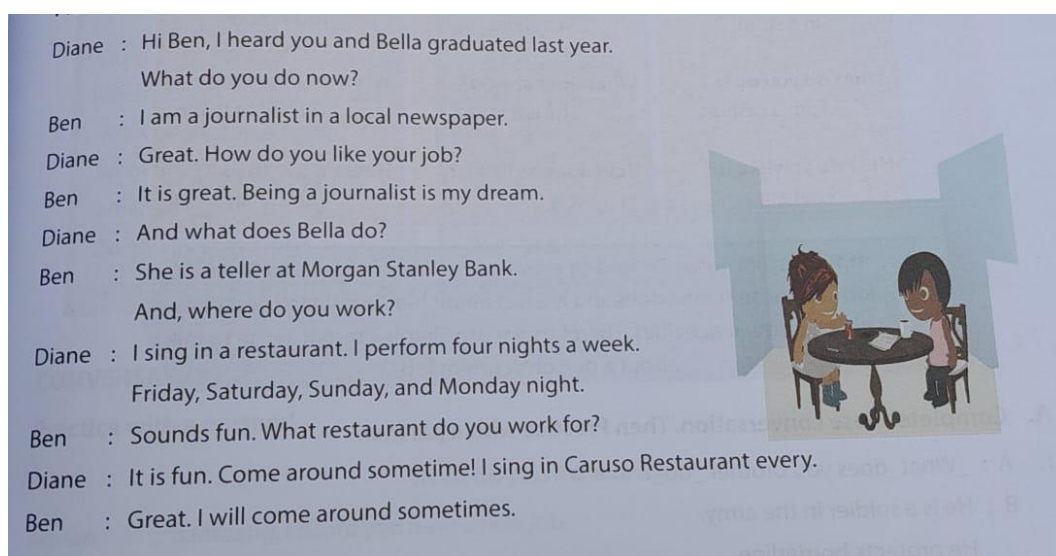 Diane : Hi Ben, I heard you and Bella graduated last year.
What do you do now?
Ben : I am a journalist in a local newspaper.
Diane : Great. How do you like your job?
Ben : It is great. Being a journalist is my dream.
Diane : And what does Bella do?
Ben : She is a teller at Morgan Stanley Bank.
And, where do you work?
Diane : I sing in a restaurant. I perform four nights a week.
Friday, Saturday, Sunday, and Monday night.
Ben : Sounds fun. What restaurant do you work for?
Diane : It is fun. Come around sometime! I sing in Caruso Restaurant every.
Ben : Great. I will come around sometimes.